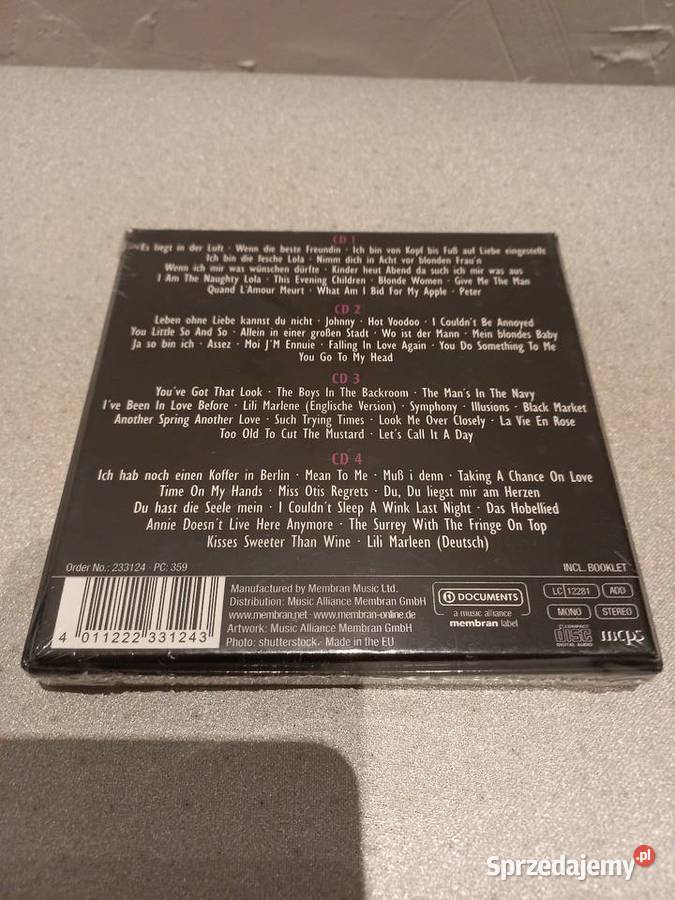 CD 1
Es liegt in der Luft · Wenn die beste Freundin · Ich bin von Kopf bis Fuß auf Liebe eingestellt
Ich bin die fesche Lola · Nimm dich in Acht vor blonden Frau'n
Wenn ich mir was wünschen dürfte · Kinder heut Abend da such ich mir was aus
I Am The Naughty Lola · This Evening Children · Blonde Women · Give Me The Man
Quand L'Amour Meurt · What Am I Bid For My Apple · Peter
CD 2
Leben ohne Liebe kannst du nicht · Johnny · Hot Voodoo · I Couldn't Be Annoyed
You Little So And So · Allein in einer großen Stadt · Wo ist der Mann · Mein blondes Baby
Ja so bin ich · Assez · Moi J'M Ennuie · Falling In Love Again · You Do Something To Me
You Go To My Head
CD 3
You've Got That Look · The Boys In The Backroom · The Man's In The Navy
I've Been In Love Before · Lili Marlene (Englische Version) · Symphony · Illusions · Black Market
Another Spring Another Love · Such Trying Times · Look Me Over Closely · La Vie En Rose
Too Old To Cut The Mustard · Let's Call It A Day
CD 4
Ich hab noch einen Koffer in Berlin · Mean To Me · Muß i denn · Taking A Chance On Love
Time On My Hands · Miss Otis Regrets · Du, Du liegst mir am Herzen
Du hast die Seele mein · I Couldn't Sleep A Wink Last Night · Das Hobellied
Annie Doesn't Live Here Anymore · The Surrey With The Fringe On Top
Kisses Sweeter Than Wine · Lili Marleen (Deutsch)
Order No.: 233124 · PC: 359
INCL. BOOKLET
4 011222 331243
Manufactured by Membran Music Ltd.
Distribution: Music Alliance Membran GmbH
www.membran.net · www.membran-online.de
Artwork: Music Alliance Membran GmbH
Photo: shutterstock · Made in the EU
DOCUMENTS
a music alliance
membran label
LC 12281 ADD
MONO STEREO
COMPACT
disc
DIGITAL AUDIO
mcps
Sprzedajemy.pl